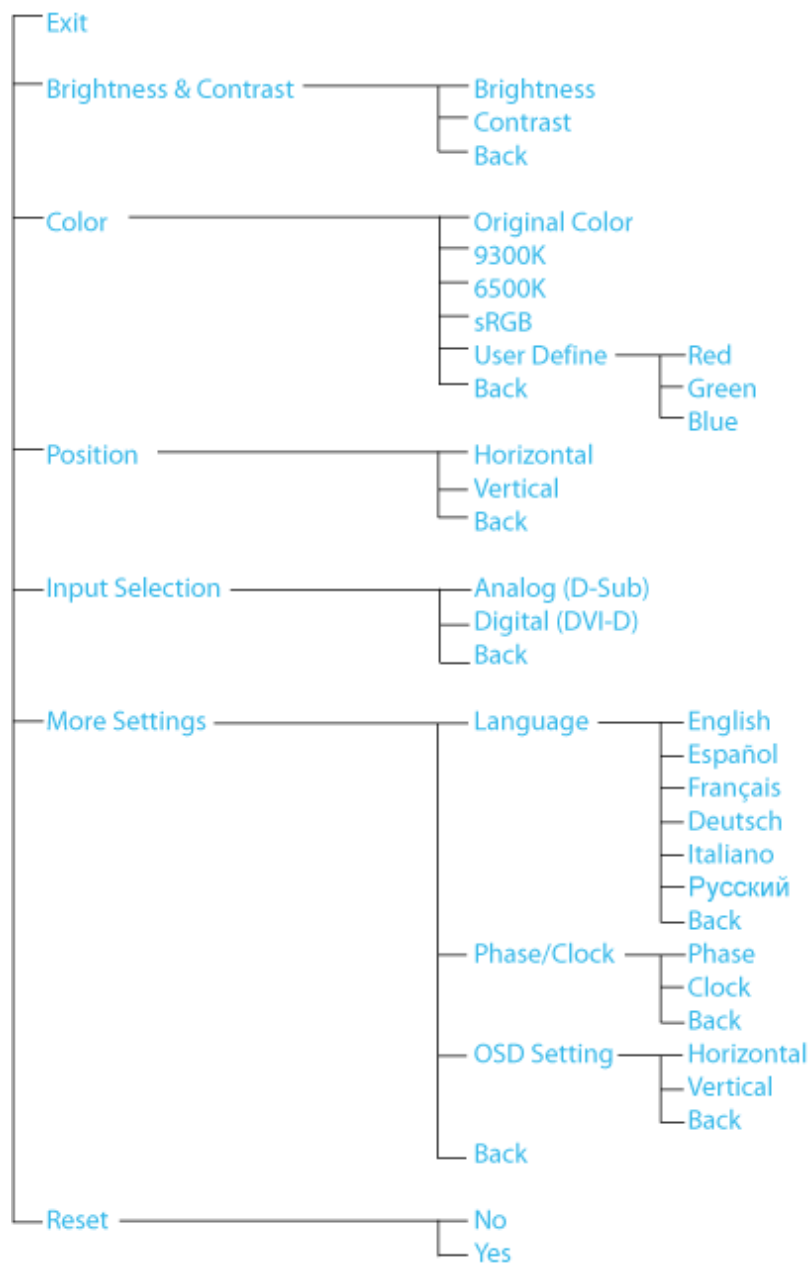 Exit
Brightness & Contrast Brightness
Contrast
Back
Color Original Color
9300K
6500K
sRGB
User Define Red
Back Green
Blue
Position Horizontal
Vertical
Back
Input Selection Analog (D-Sub)
Digital (DVI-D)
Back
More Settings Language English
Español
Français
Deutsch
Italiano
Русский
Back
Phase/Clock Phase
Clock
Back
OSD Setting Horizontal
Vertical
Back
Back
Reset No
Yes